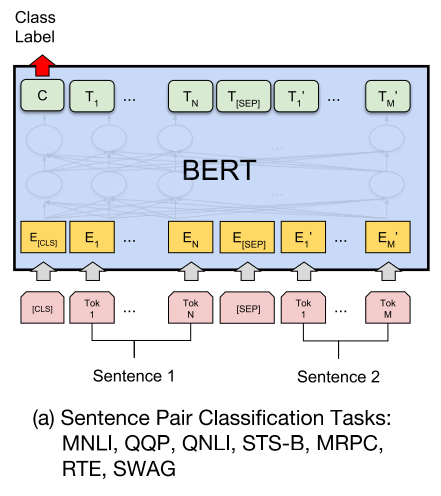 Class
Label
C T1 ... TN T[SEP] T1' ... TM'
...
BERT
...
E[CLS] E1 ... EN E[SEP] E1' ... EM'
[CLS] Tok 1 ... Tok N [SEP] Tok 1 ... Tok M
Sentence 1 Sentence 2
(a) Sentence Pair Classification Tasks:
MNLI, QQP, QNLI, STS-B, MRPC,
RTE, SWAG